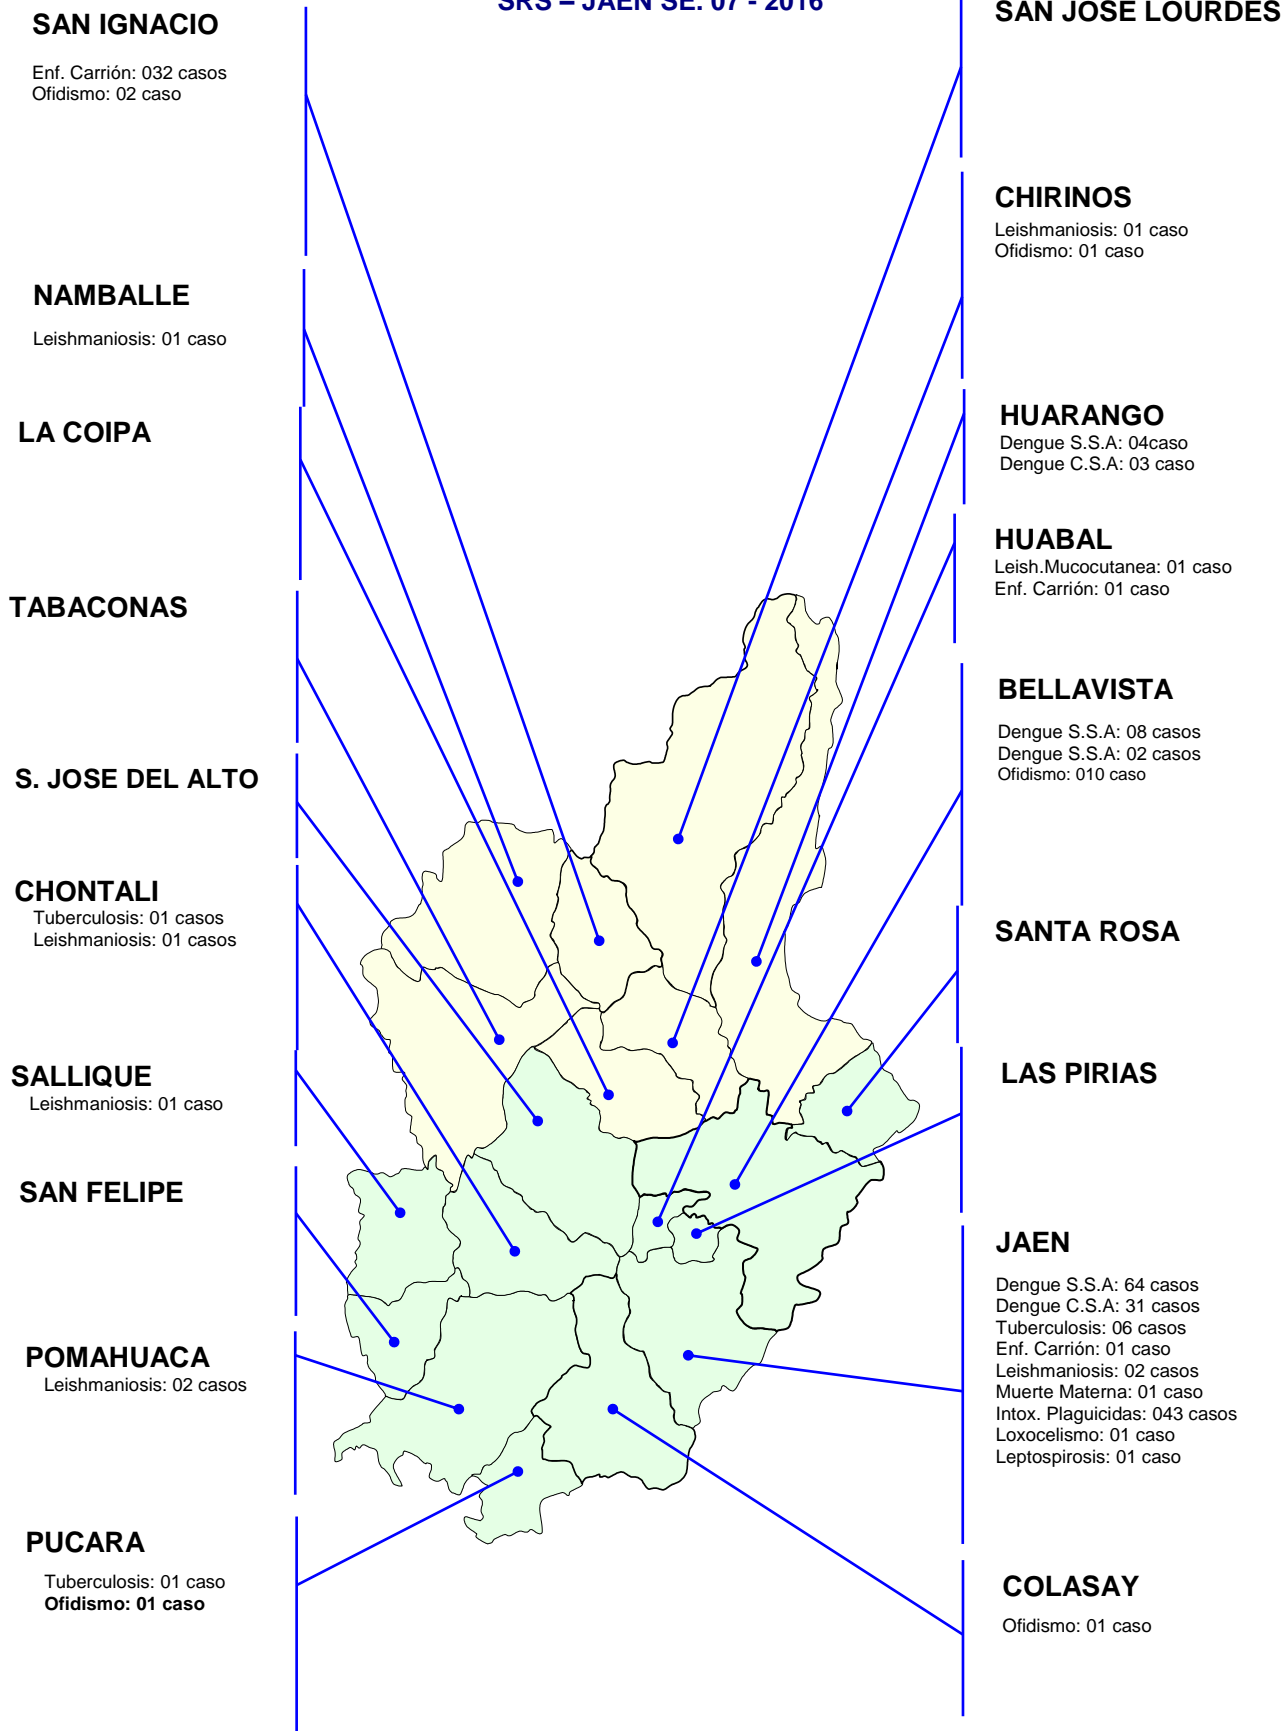 SRS – JAEN SE. 07 - 2016
SAN IGNACIO
Enf. Carrión: 032 casos
Ofidismo: 02 caso
NAMBALLE
Leishmaniosis: 01 caso
LA COIPA
TABACONAS
S. JOSE DEL ALTO
CHONTALI
Tuberculosis: 01 casos
Leishmaniosis: 01 casos
SALLIQUE
Leishmaniosis: 01 caso
SAN FELIPE
POMAHUACA
Leishmaniosis: 02 casos
PUCARA
Tuberculosis: 01 caso
Ofidismo: 01 caso
SAN JOSE LOURDES
CHIRINOS
Leishmaniosis: 01 caso
Ofidismo: 01 caso
HUARANGO
Dengue S.S.A: 04caso
Dengue C.S.A: 03 caso
HUABAL
Leish.Mucocutanea: 01 caso
Enf. Carrión: 01 caso
BELLAVISTA
Dengue S.S.A: 08 casos
Dengue S.S.A: 02 casos
Ofidismo: 010 caso
SANTA ROSA
LAS PIRIAS
JAEN
Dengue S.S.A: 64 casos
Dengue C.S.A: 31 casos
Tuberculosis: 06 casos
Enf. Carrión: 01 caso
Leishmaniosis: 02 casos
Muerte Materna: 01 caso
Intox. Plaguicidas: 043 casos
Loxocelismo: 01 caso
Leptospirosis: 01 caso
COLASAY
Ofidismo: 01 caso